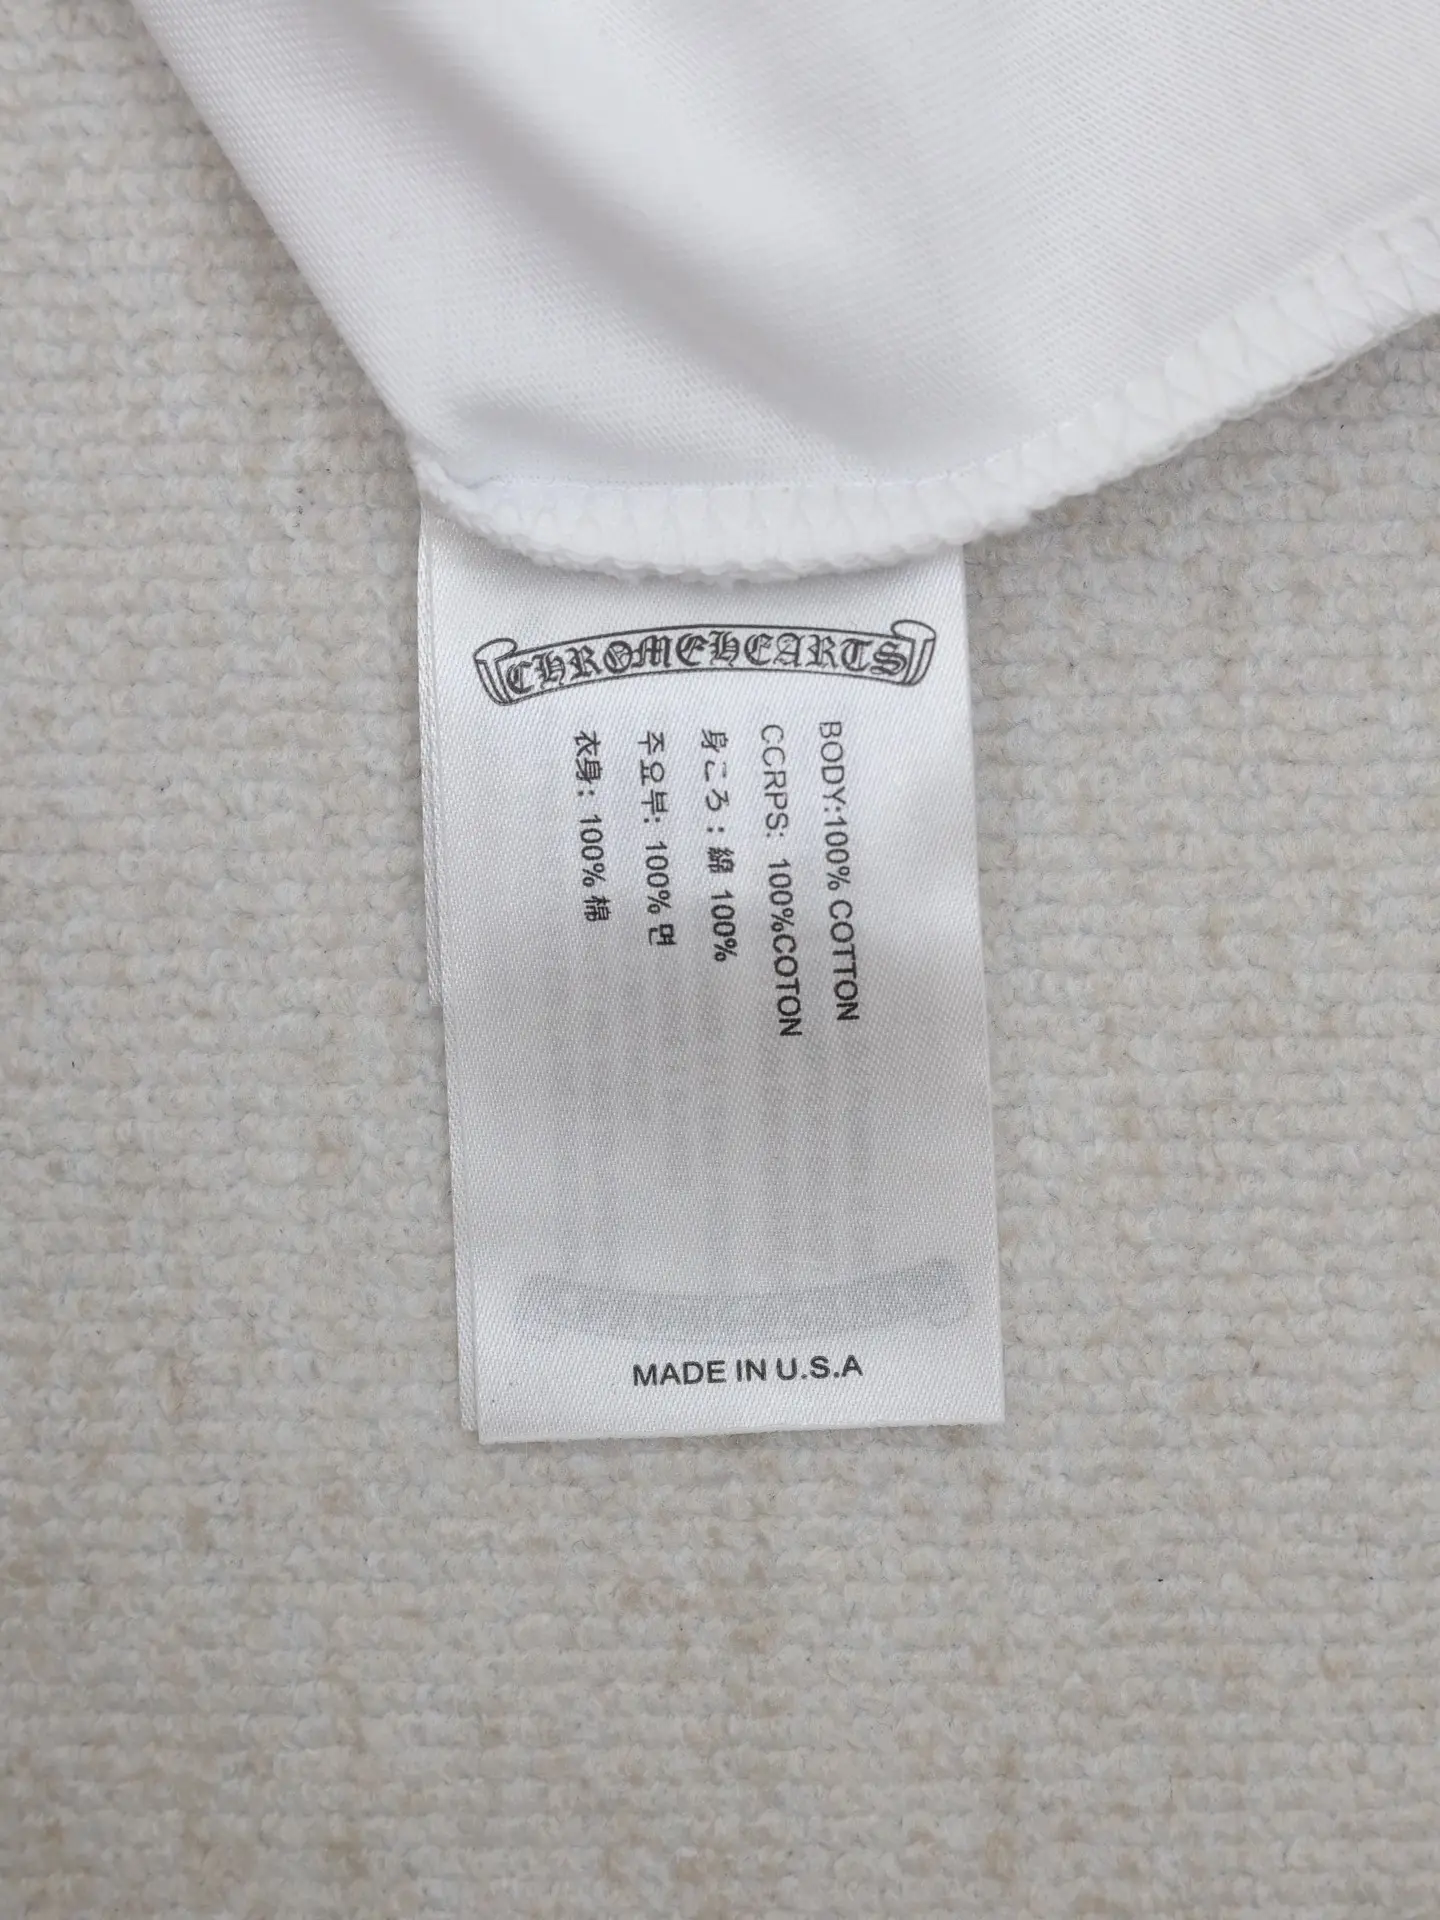 CHROMEHEARTS
BODY:100% COTTON
CCRPS: 100%COTON
身ごろ：綿 100%
주요부: 100% 면
衣身: 100% 棉
MADE IN U.S.A